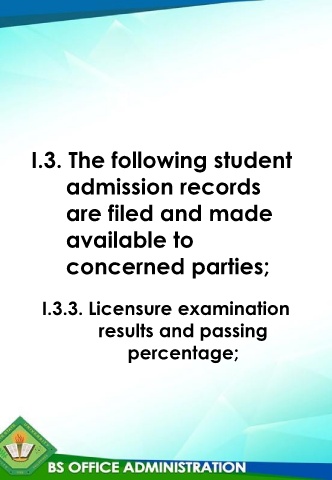 I.3. The following student
admission records
are filed and made
available to
concerned parties;
I.3.3. Licensure examination
results and passing
percentage;
BS OFFICE ADMINISTRATION